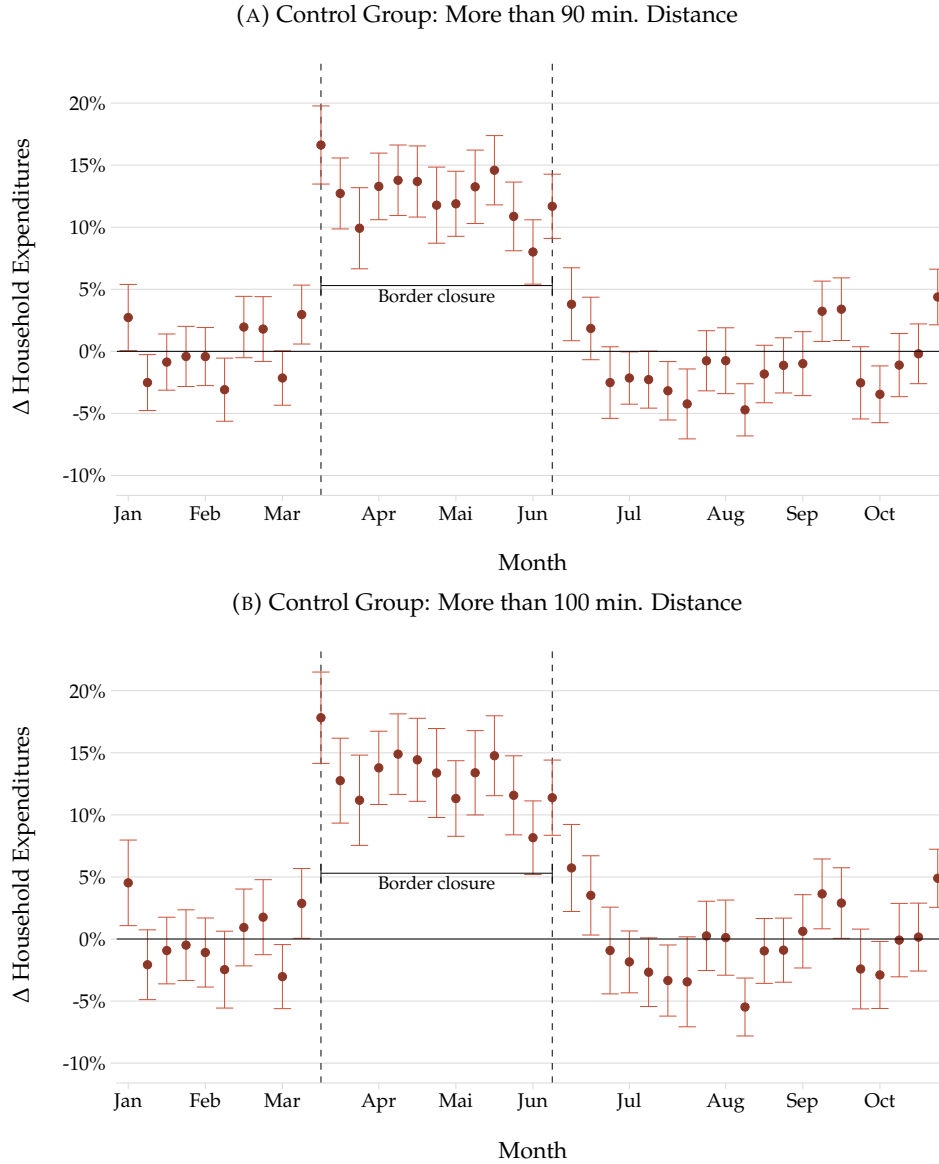 (A) Control Group: More than 90 min. Distance
Δ Household Expenditures
20%
15%
10%
5%
0%
-5%
-10%
Border closure
Jan Feb Mar Apr Mai Jun Jul Aug Sep Oct
Month
(B) Control Group: More than 100 min. Distance
Δ Household Expenditures
20%
15%
10%
5%
0%
-5%
-10%
Border closure
Jan Feb Mar Apr Mai Jun Jul Aug Sep Oct
Month